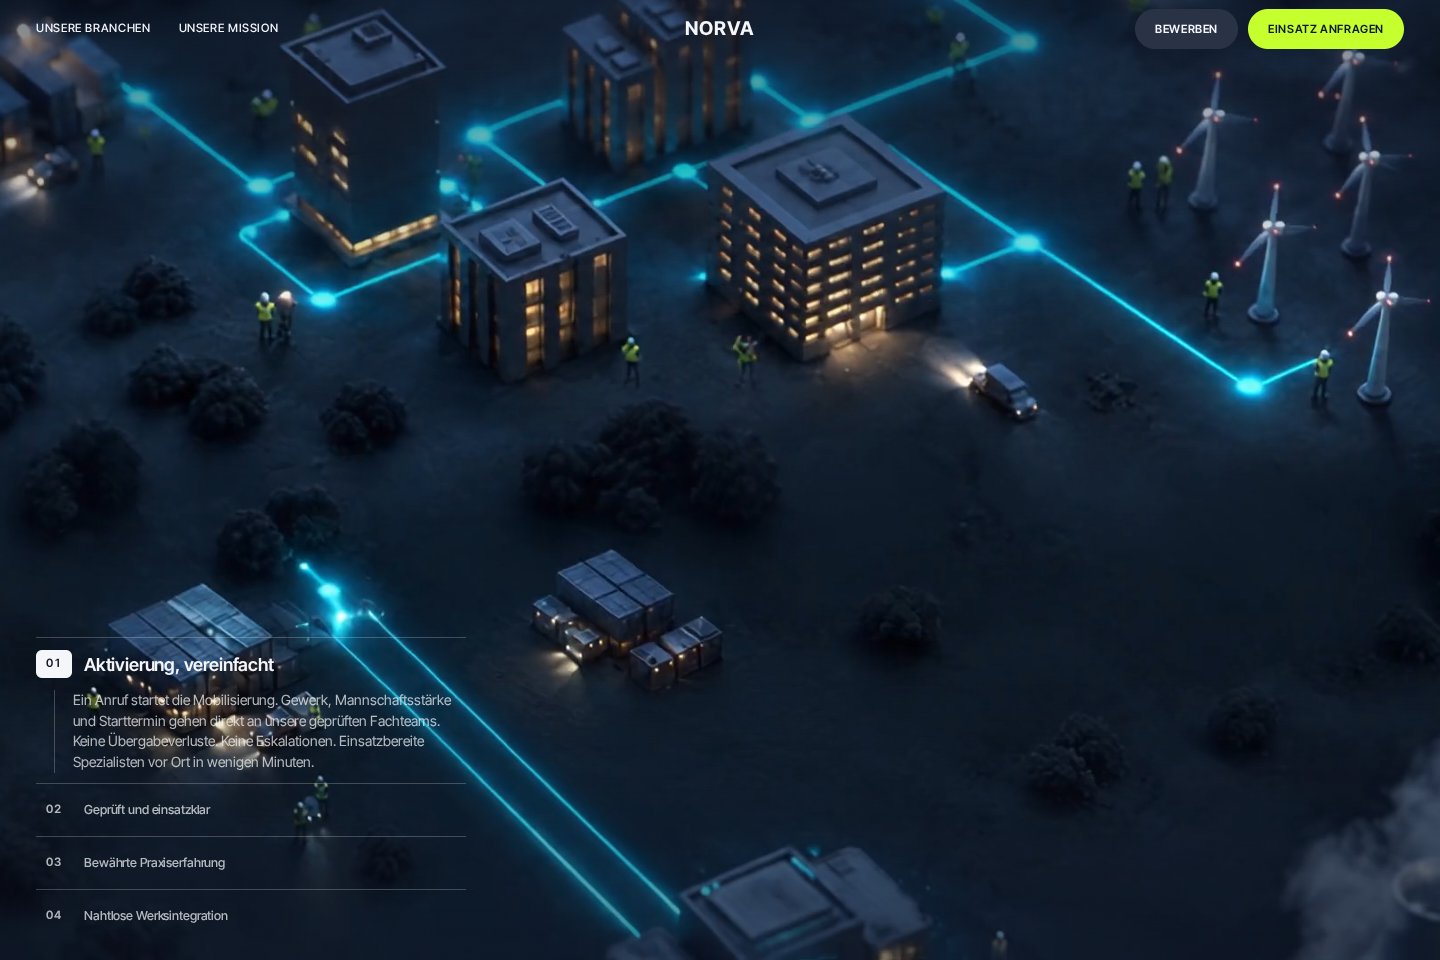 UNSERE BRANCHEN
UNSERE MISSION
NORVA
BEWERBEN
EINSATZ ANFRAGEN
01
Aktivierung, vereinfacht
Ein Anruf startet die Mobilisierung. Gewerk, Mannschaftsstärke
und Starttermin gehen direkt an unsere geprüften Fachteams.
Keine Übergabeverluste. Keine Eskalationen. Einsatzbereite
Spezialisten vor Ort in wenigen Minuten.
02
Geprüft und einsatzklar
03
Bewährte Praxiserfahrung
04
Nahtlose Werksintegration